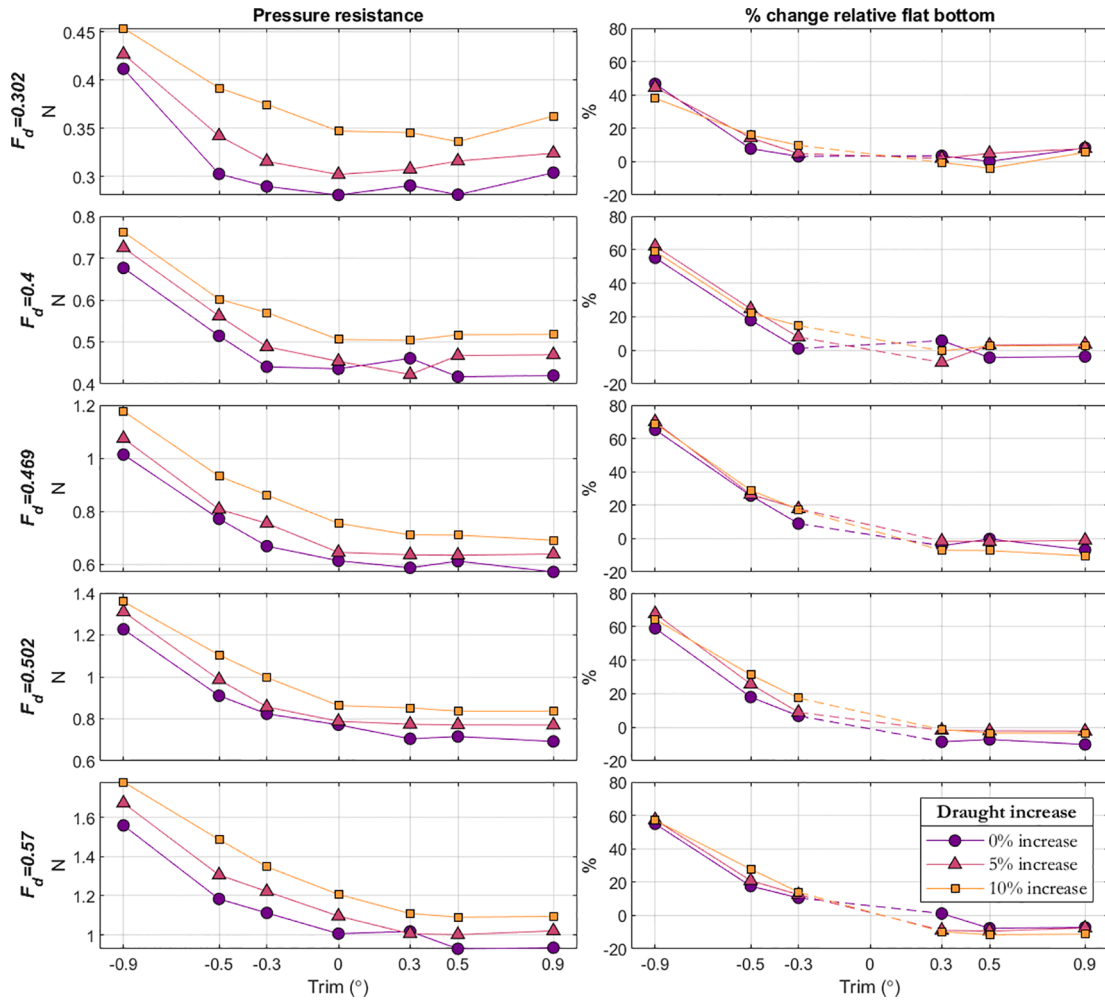 Pressure resistance
% change relative flat bottom
F_d=0.302
N
0.45
0.4
0.35
0.3
%
80
60
40
20
0
-20
F_d=0.4
N
0.8
0.7
0.6
0.5
0.4
%
80
60
40
20
0
-20
F_d=0.469
N
1.2
1
0.8
0.6
%
80
60
40
20
0
-20
F_d=0.502
N
1.4
1.2
1
0.8
0.6
%
80
60
40
20
0
-20
F_d=0.57
N
1.6
1.4
1.2
1
%
80
60
40
20
0
-20
Draught increase
0% increase
5% increase
10% increase
-0.9 -0.5 -0.3 0 0.3 0.5 0.9
Trim (°)
-0.9 -0.5 -0.3 0 0.3 0.5 0.9
Trim (°)